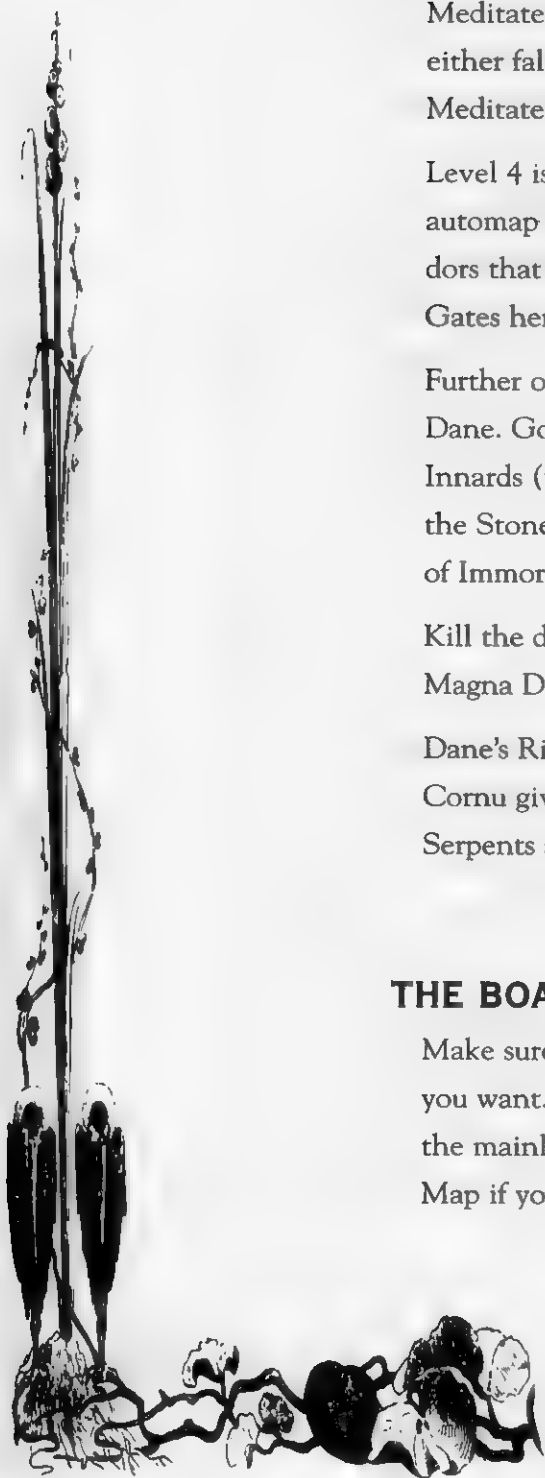 Meditate
either fal
Meditate
Level 4 is
automap
dors that
Gates her
Further o
Dane. Go
Innards (
the Stone
of Immor
Kill the d
Magna D
Dane's Ri
Cornu giv
Serpents
THE BOA
Make sure
you want.
the mainl
Map if yo